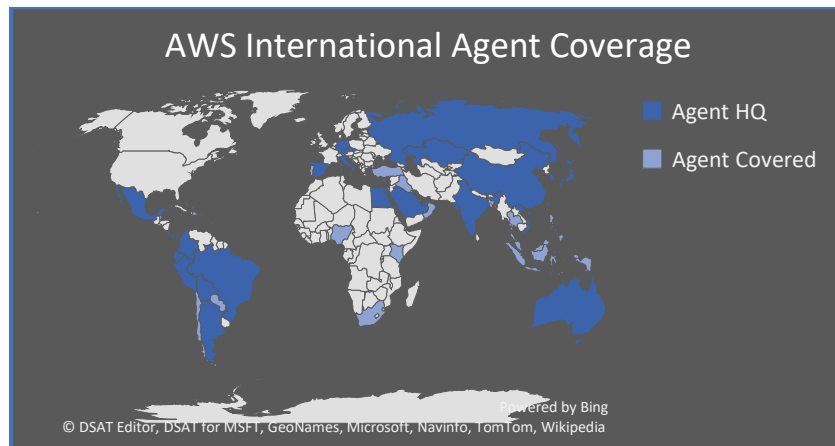 AWS International Agent Coverage
Agent HQ
Agent Covered
Powered by Bing
© DSAT Editor, DSAT for MSFT, GeoNames, Microsoft, Navinfo, TomTom, Wikipedia